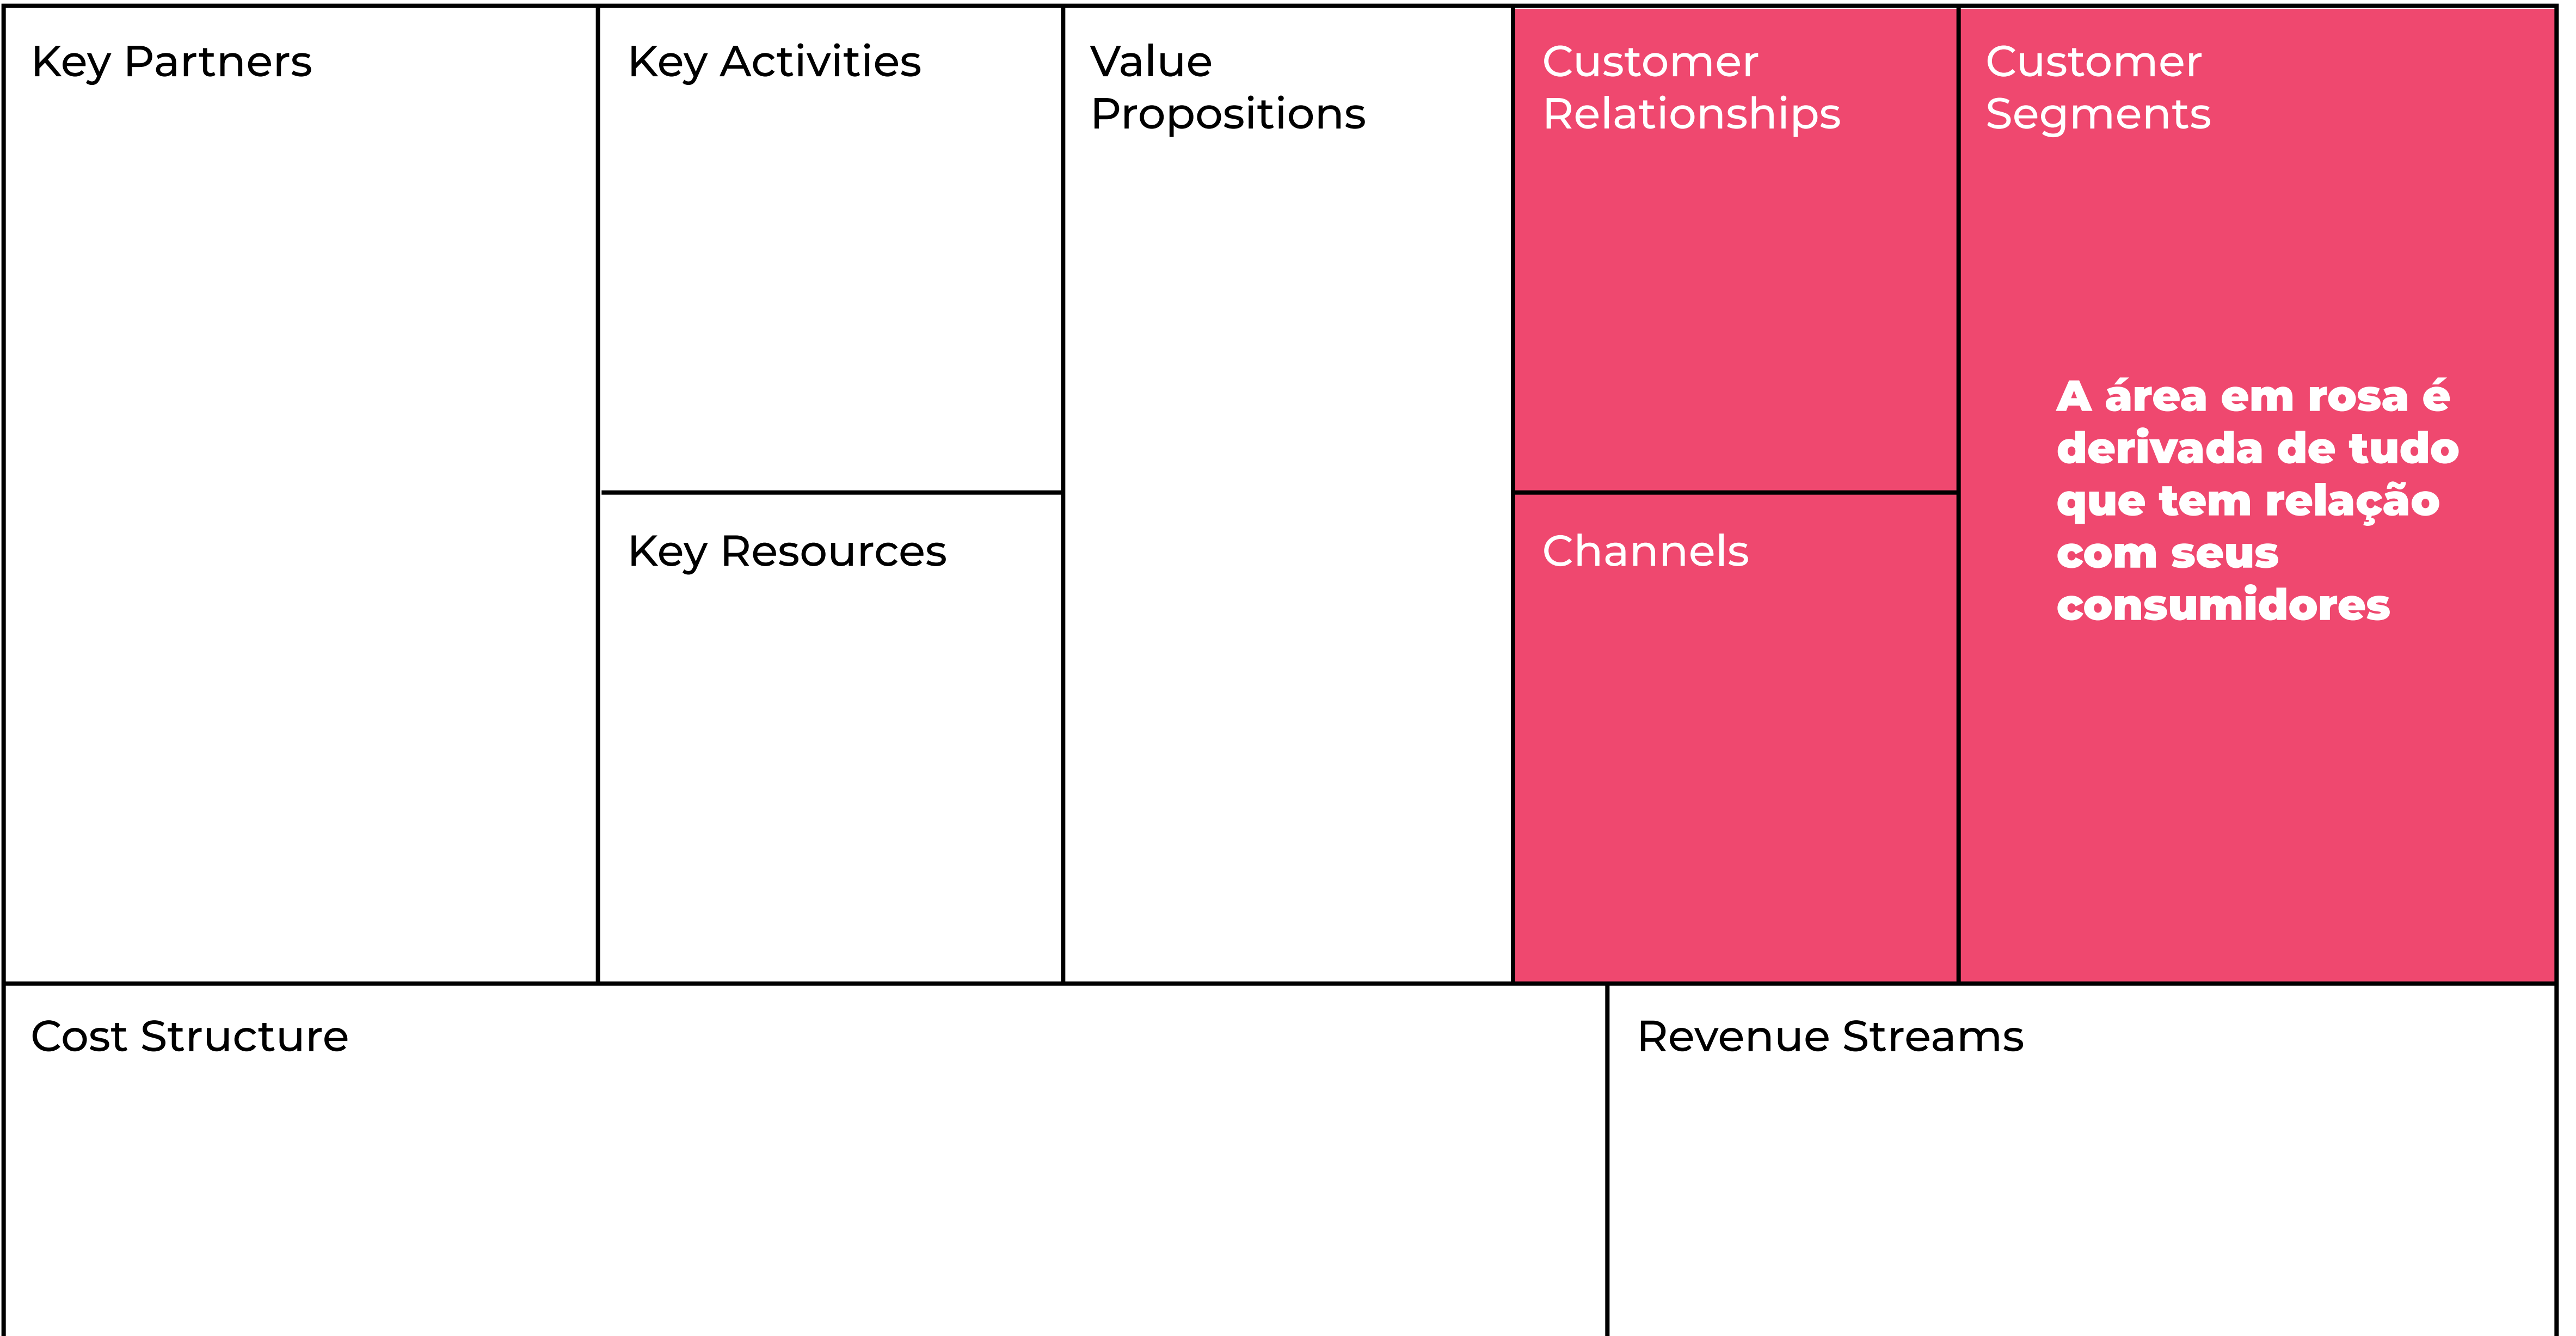 Key Partners
Key Activities
Key Resources
Value
Propositions
Customer
Relationships
Channels
Customer
Segments
A área em rosa é
derivada de tudo
que tem relação
com seus
consumidores
Cost Structure
Revenue Streams